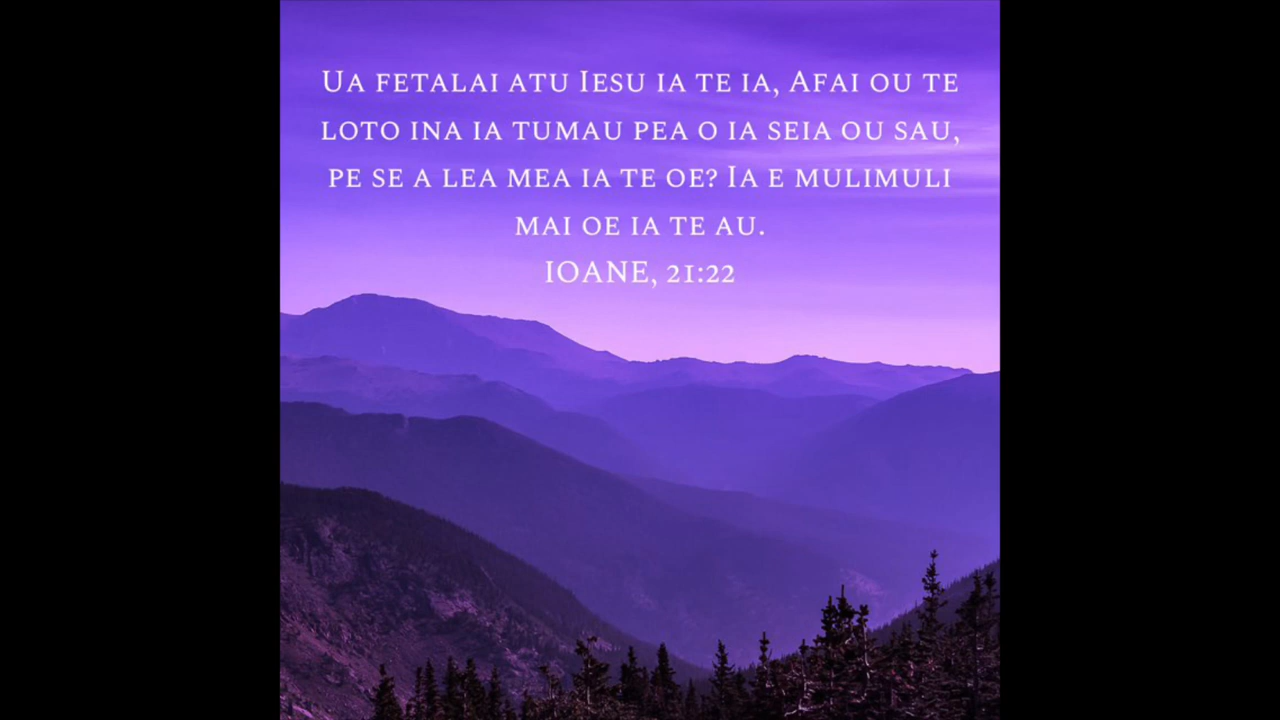 Ua fetalai atu Iesu ia te ia, Afai ou te
loto ina ia tumau pea o ia seia ou sau,
pe se a lea mea ia te oe? Ia e mulimuli
mai oe ia te au.
IOANE, 21:22